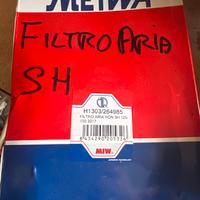 MEIWA
FILTRO ARIA
SH
H1303/264985
FILTRO ARIA HON SH 125
150 2017
MIW.